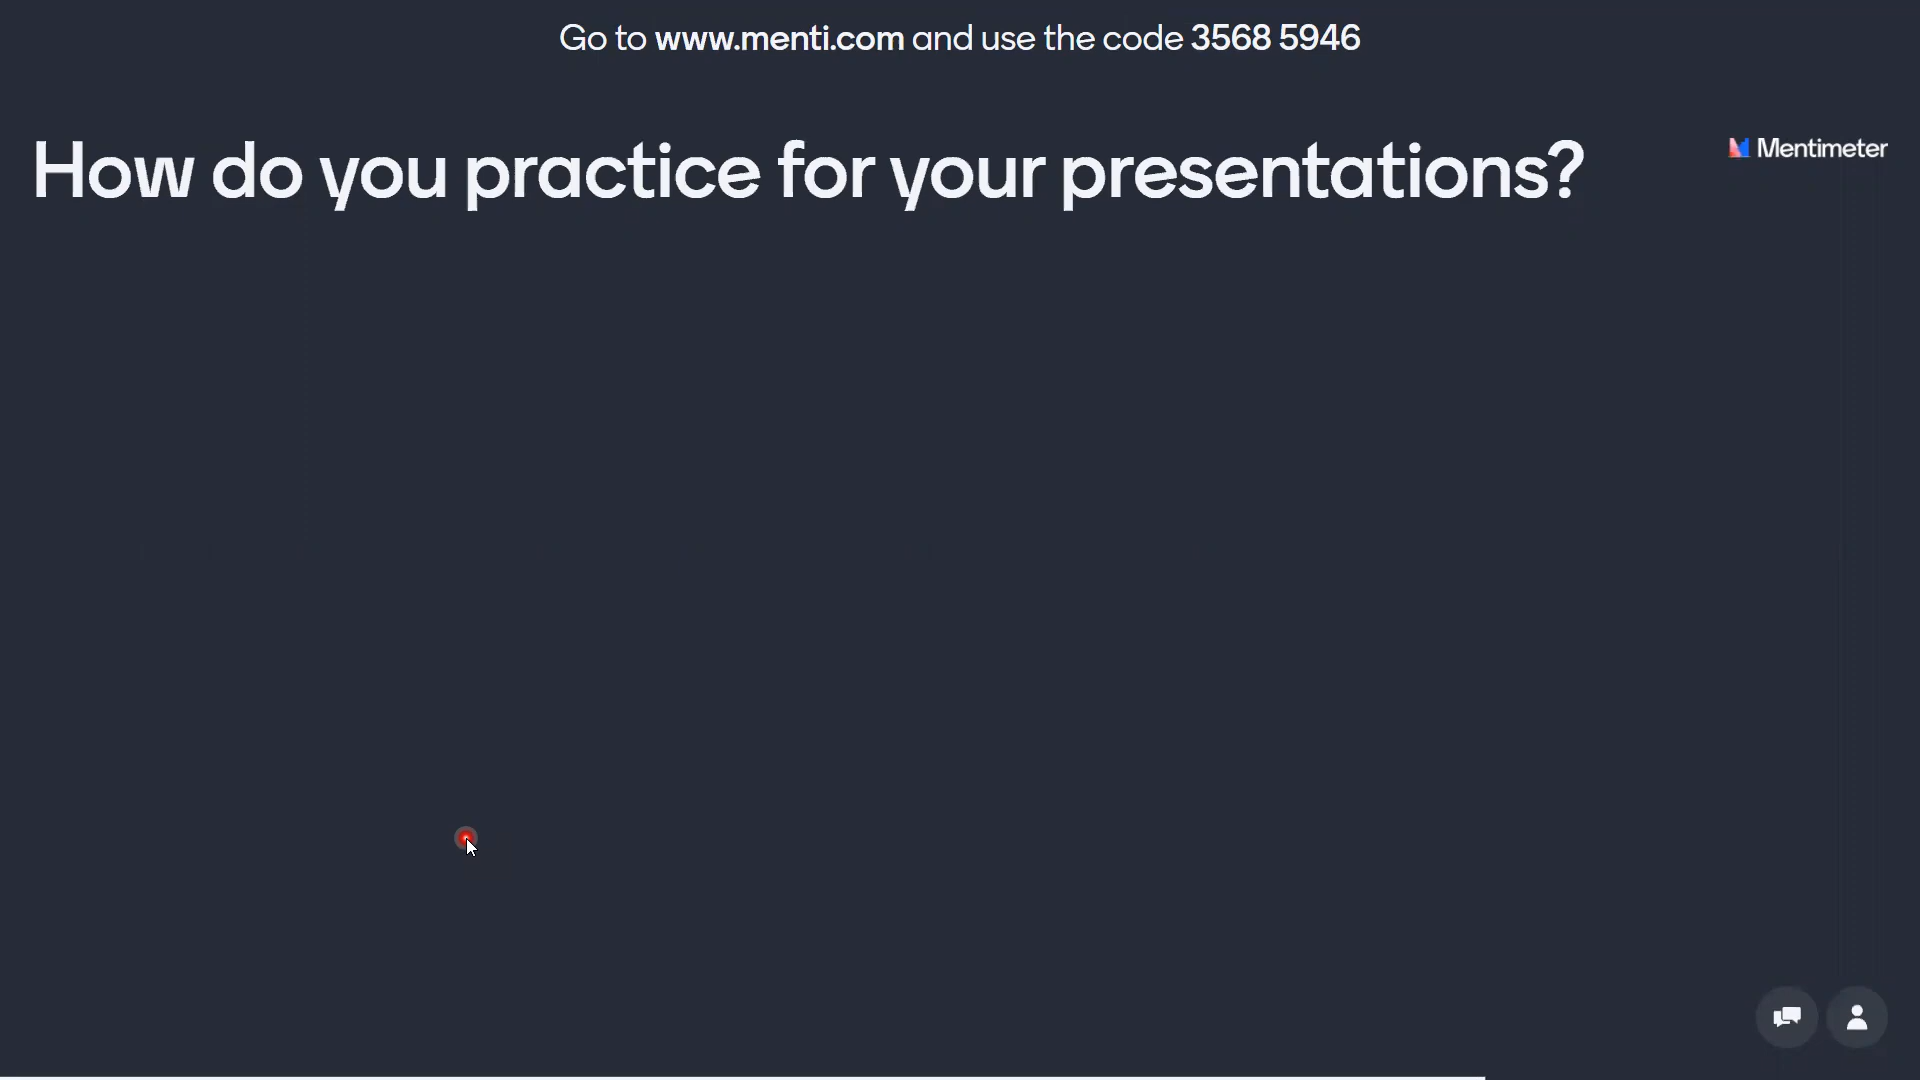 Go to www.menti.com and use the code 3568 5946
How do you practice for your presentations?
Mentimeter